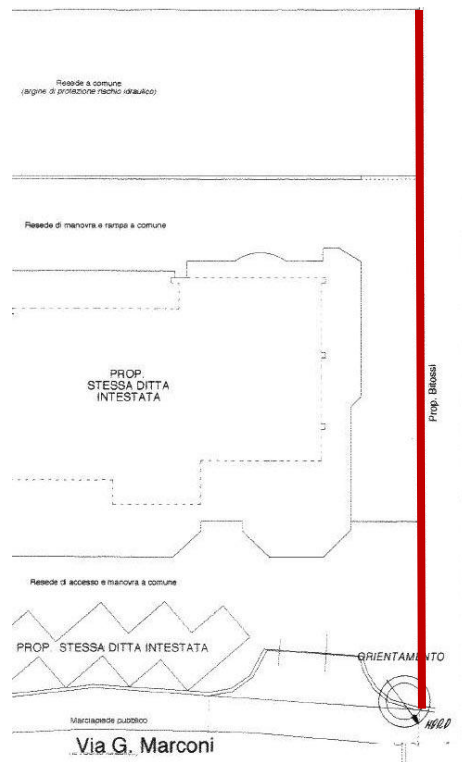 Resede a comune
(argine di protezione rischio idraulico)
Resede di manovra e rampa a comune
PROP.
STESSA DITTA
INTESTATA
Prop. Bitossi
Resede di accesso e manovra a comune
PROP. STESSA DITTA INTESTATA
ORIENTAMENTO
NORD
Marciapiede pubblico
Via G. Marconi